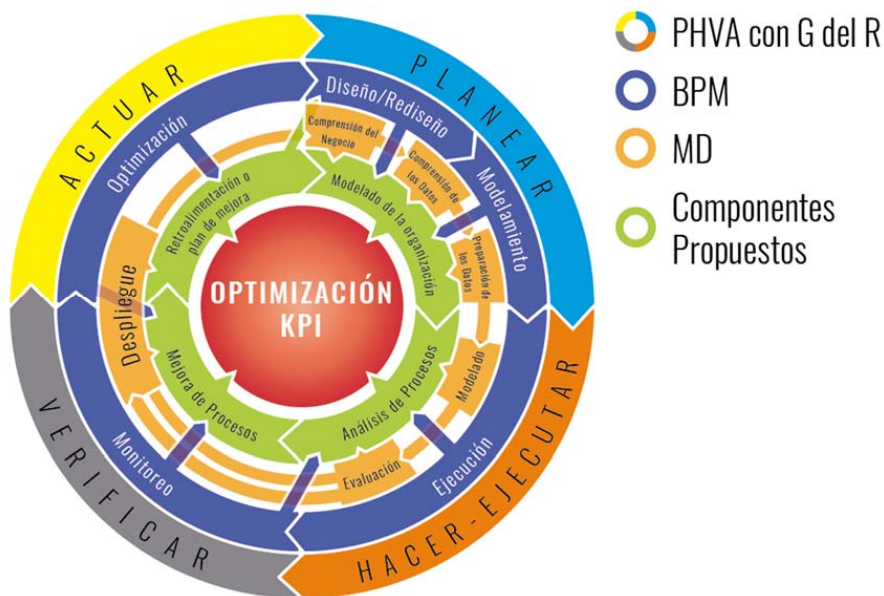 ACTUAR
PLANEAR
HACER-EJECUTAR
VERIFICAR
Optimización
Diseño/Rediseño
Modelamiento
Ejecución
Monitoreo
Comprensión del
Negocio
Comprensión de
los Datos
Preparación de
los Datos
Modelado
Evaluación
Despliegue
Retroalimentación o
plan de mejora
Modelado de la organización
Análisis de Procesos
Mejora de Procesos
OPTIMIZACIÓN
KPI
PHVA con G del R
BPM
MD
Componentes
Propuestos